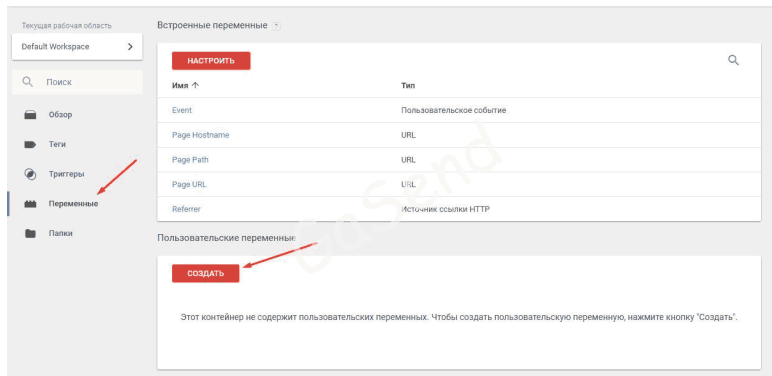 Текущая рабочая область
Default Workspace
Поиск
Обзор
Теги
Триггеры
Переменные
Папки
Встроенные переменные ?
НАСТРОИТЬ
Имя ↑ Тип
Event Пользовательское событие
Page Hostname URL
Page Path URL
Page URL URL
Referrer Источник ссылки HTTP
Пользовательские переменные
СОЗДАТЬ
Этот контейнер не содержит пользовательских переменных. Чтобы создать пользовательскую переменную, нажмите кнопку "Создать".
GaSend